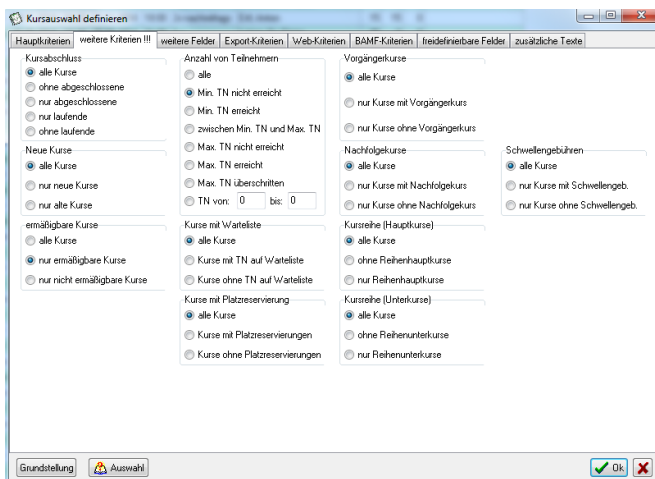 Kursauswahl definieren
Hauptkriterien
weitere Kriterien !!!
weitere Felder
Export-Kriterien
Web-Kriterien
BAMF-Kriterien
freidefinierbare Felder
zusätzliche Texte
Kursabschluss
alle Kurse
ohne abgeschlossene
nur abgeschlossene
nur laufende
ohne laufende
Neue Kurse
alle Kurse
nur neue Kurse
nur alte Kurse
ermäßigbare Kurse
alle Kurse
nur ermäßigbare Kurse
nur nicht ermäßigbare Kurse
Anzahl von Teilnehmern
alle
Min. TN nicht erreicht
Min. TN erreicht
zwischen Min. TN und Max. TN
Max. TN nicht erreicht
Max. TN erreicht
Max. TN überschritten
TN von: 0 bis: 0
Kurse mit Warteliste
alle Kurse
Kurse mit TN auf Warteliste
Kurse ohne TN auf Warteliste
Kurse mit Platzreservierung
alle Kurse
Kurse mit Platzreservierungen
Kurse ohne Platzreservierungen
Vorgängerkurse
alle Kurse
nur Kurse mit Vorgängerkurs
nur Kurse ohne Vorgängerkurs
Nachfolgekurse
alle Kurse
nur Kurse mit Nachfolgekurs
nur Kurse ohne Nachfolgekurs
Kursreihe (Hauptkurse)
alle Kurse
ohne Reihenhauptkurse
nur Reihenhauptkurse
Kursreihe (Unterkurse)
alle Kurse
ohne Reihenunterkurse
nur Reihenunterkurse
Schwellengebühren
alle Kurse
nur Kurse mit Schwellengeb.
nur Kurse ohne Schwellengeb.
Grundstellung
Auswahl
Ok